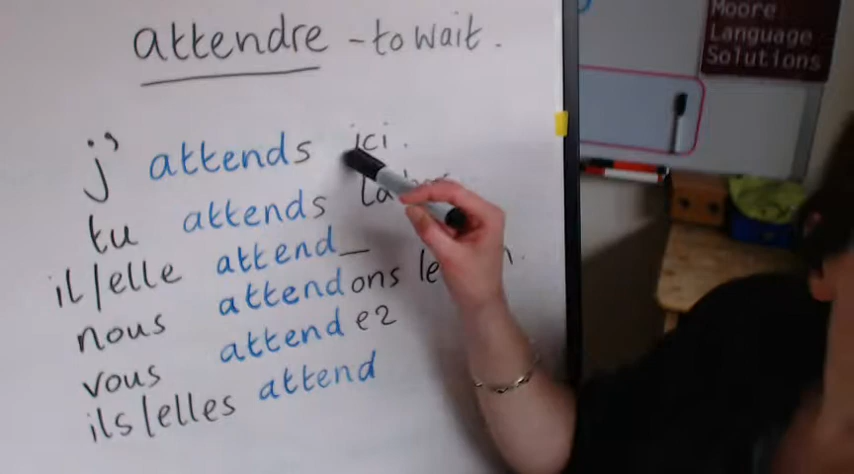 attendre - to wait.
j' attends ici.
tu attends
il/elle attend_
nous attendons
vous attendez
ils/elles attend
Moore
Language
Solutions